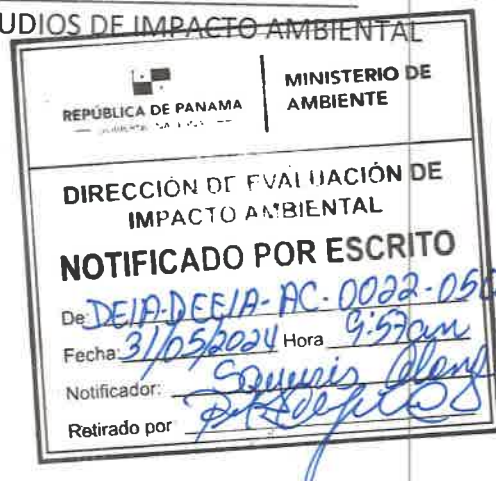 UDIOS DE IMPACTO AMBIENTAL
REPÚBLICA DE PANAMA
MINISTERIO DE
AMBIENTE
DIRECCIÓN DE EVALUACIÓN DE
IMPACTO AMBIENTAL
NOTIFICADO POR ESCRITO
De: DEIA-DEEIA-AC-0022-05
Fecha: 31/05/2024 Hora 9:57am
Notificador:
Retirado por